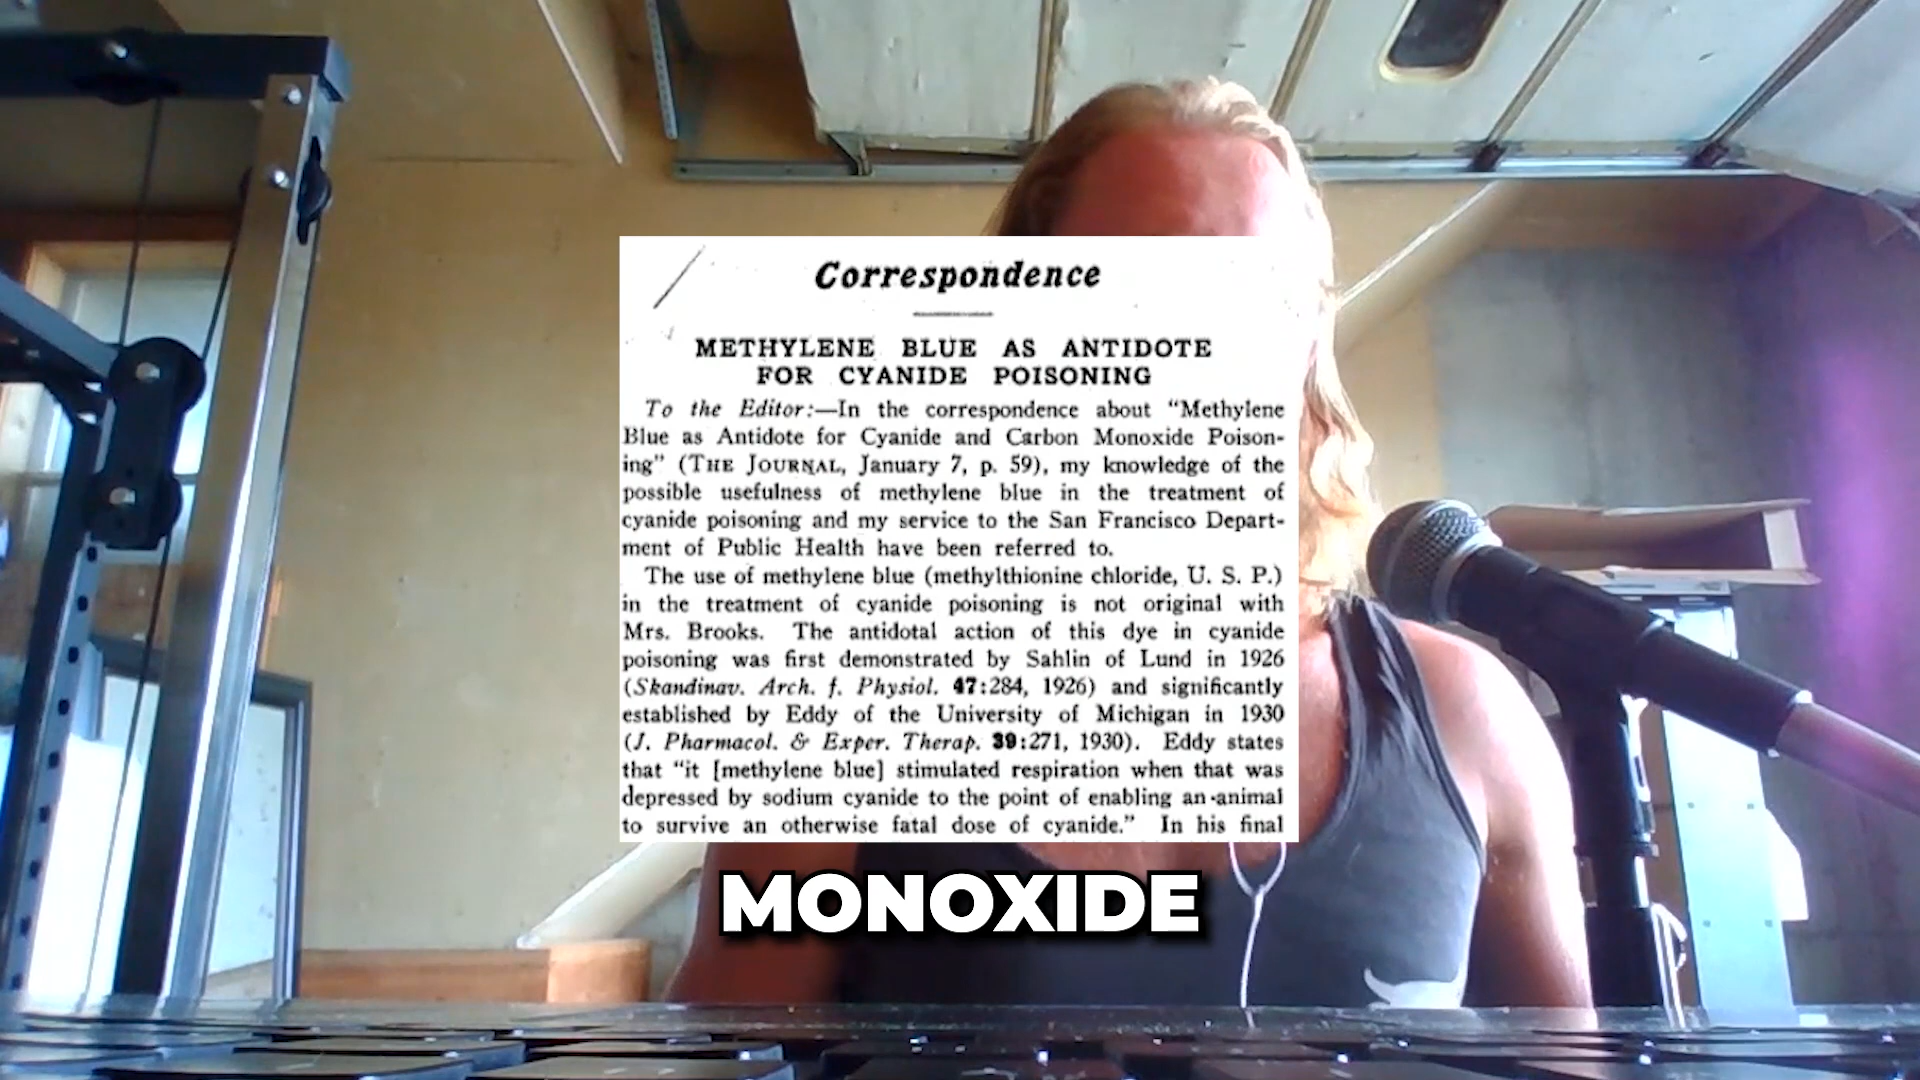 Correspondence
METHYLENE BLUE AS ANTIDOTE
FOR CYANIDE POISONING
To the Editor:—In the correspondence about "Methylene
Blue as Antidote for Cyanide and Carbon Monoxide Poison-
ing" (THE JOURNAL, January 7, p. 59), my knowledge of the
possible usefulness of methylene blue in the treatment of
cyanide poisoning and my service to the San Francisco Depart-
ment of Public Health have been referred to.
The use of methylene blue (methylthionine chloride, U. S. P.)
in the treatment of cyanide poisoning is not original with
Mrs. Brooks. The antidotal action of this dye in cyanide
poisoning was first demonstrated by Sahlin of Lund in 1926
(Skandinav. Arch. f. Physiol. 47:284, 1926) and significantly
established by Eddy of the University of Michigan in 1930
(J. Pharmacol. & Exper. Therap. 39:271, 1930). Eddy states
that "it [methylene blue] stimulated respiration when that was
depressed by sodium cyanide to the point of enabling an animal
to survive an otherwise fatal dose of cyanide." In his final
MONOXIDE